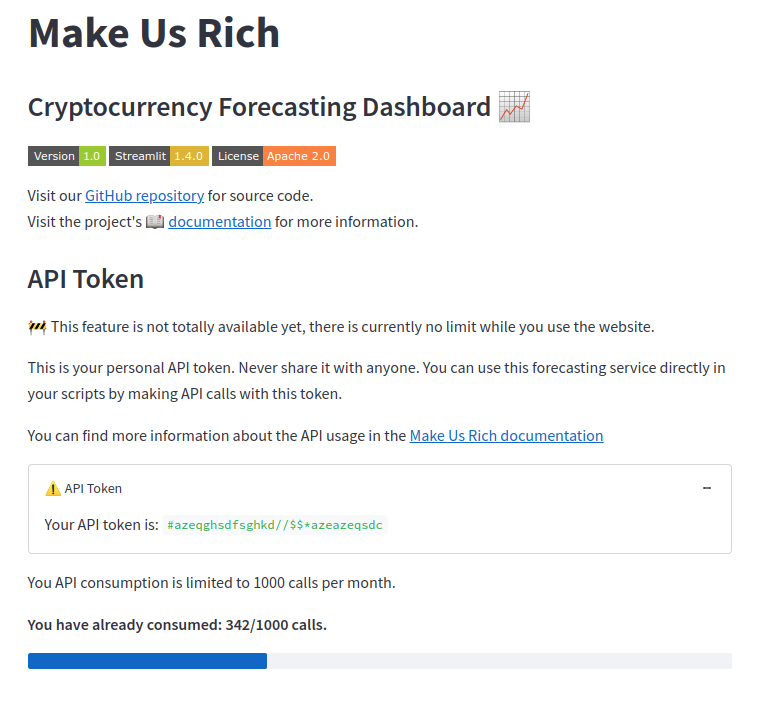 Make Us Rich
Cryptocurrency Forecasting Dashboard 📈
Version 1.0 Streamlit 1.4.0 License Apache 2.0
Visit our GitHub repository for source code.
Visit the project's 📖 documentation for more information.
API Token
🚧 This feature is not totally available yet, there is currently no limit while you use the website.
This is your personal API token. Never share it with anyone. You can use this forecasting service directly in
your scripts by making API calls with this token.
You can find more information about the API usage in the Make Us Rich documentation
⚠️ API Token
Your API token is: #azeqghsdfsghkd//$$*azeazeqsdc
You API consumption is limited to 1000 calls per month.
You have already consumed: 342/1000 calls.